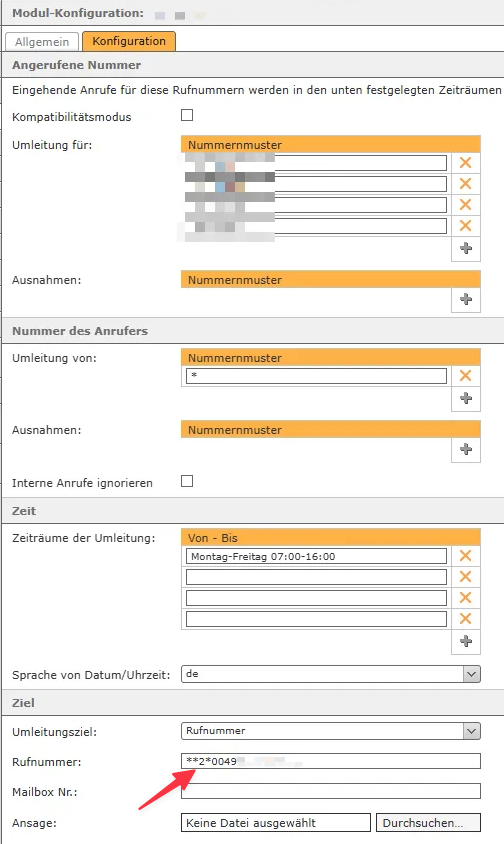 Modul-Konfiguration:
Allgemein Konfiguration
Angerufene Nummer
Eingehende Anrufe für diese Rufnummern werden in den unten festgelegten Zeiträumen
Kompatibilitätsmodus
Umleitung für: Nummernmuster
Ausnahmen: Nummernmuster
Nummer des Anrufers
Umleitung von: Nummernmuster
*
Ausnahmen: Nummernmuster
Interne Anrufe ignorieren
Zeit
Zeiträume der Umleitung: Von - Bis
Montag-Freitag 07:00-16:00
Sprache von Datum/Uhrzeit: de
Ziel
Umleitungsziel: Rufnummer
Rufnummer: **2*0049
Mailbox Nr.:
Ansage: Keine Datei ausgewählt Durchsuchen...